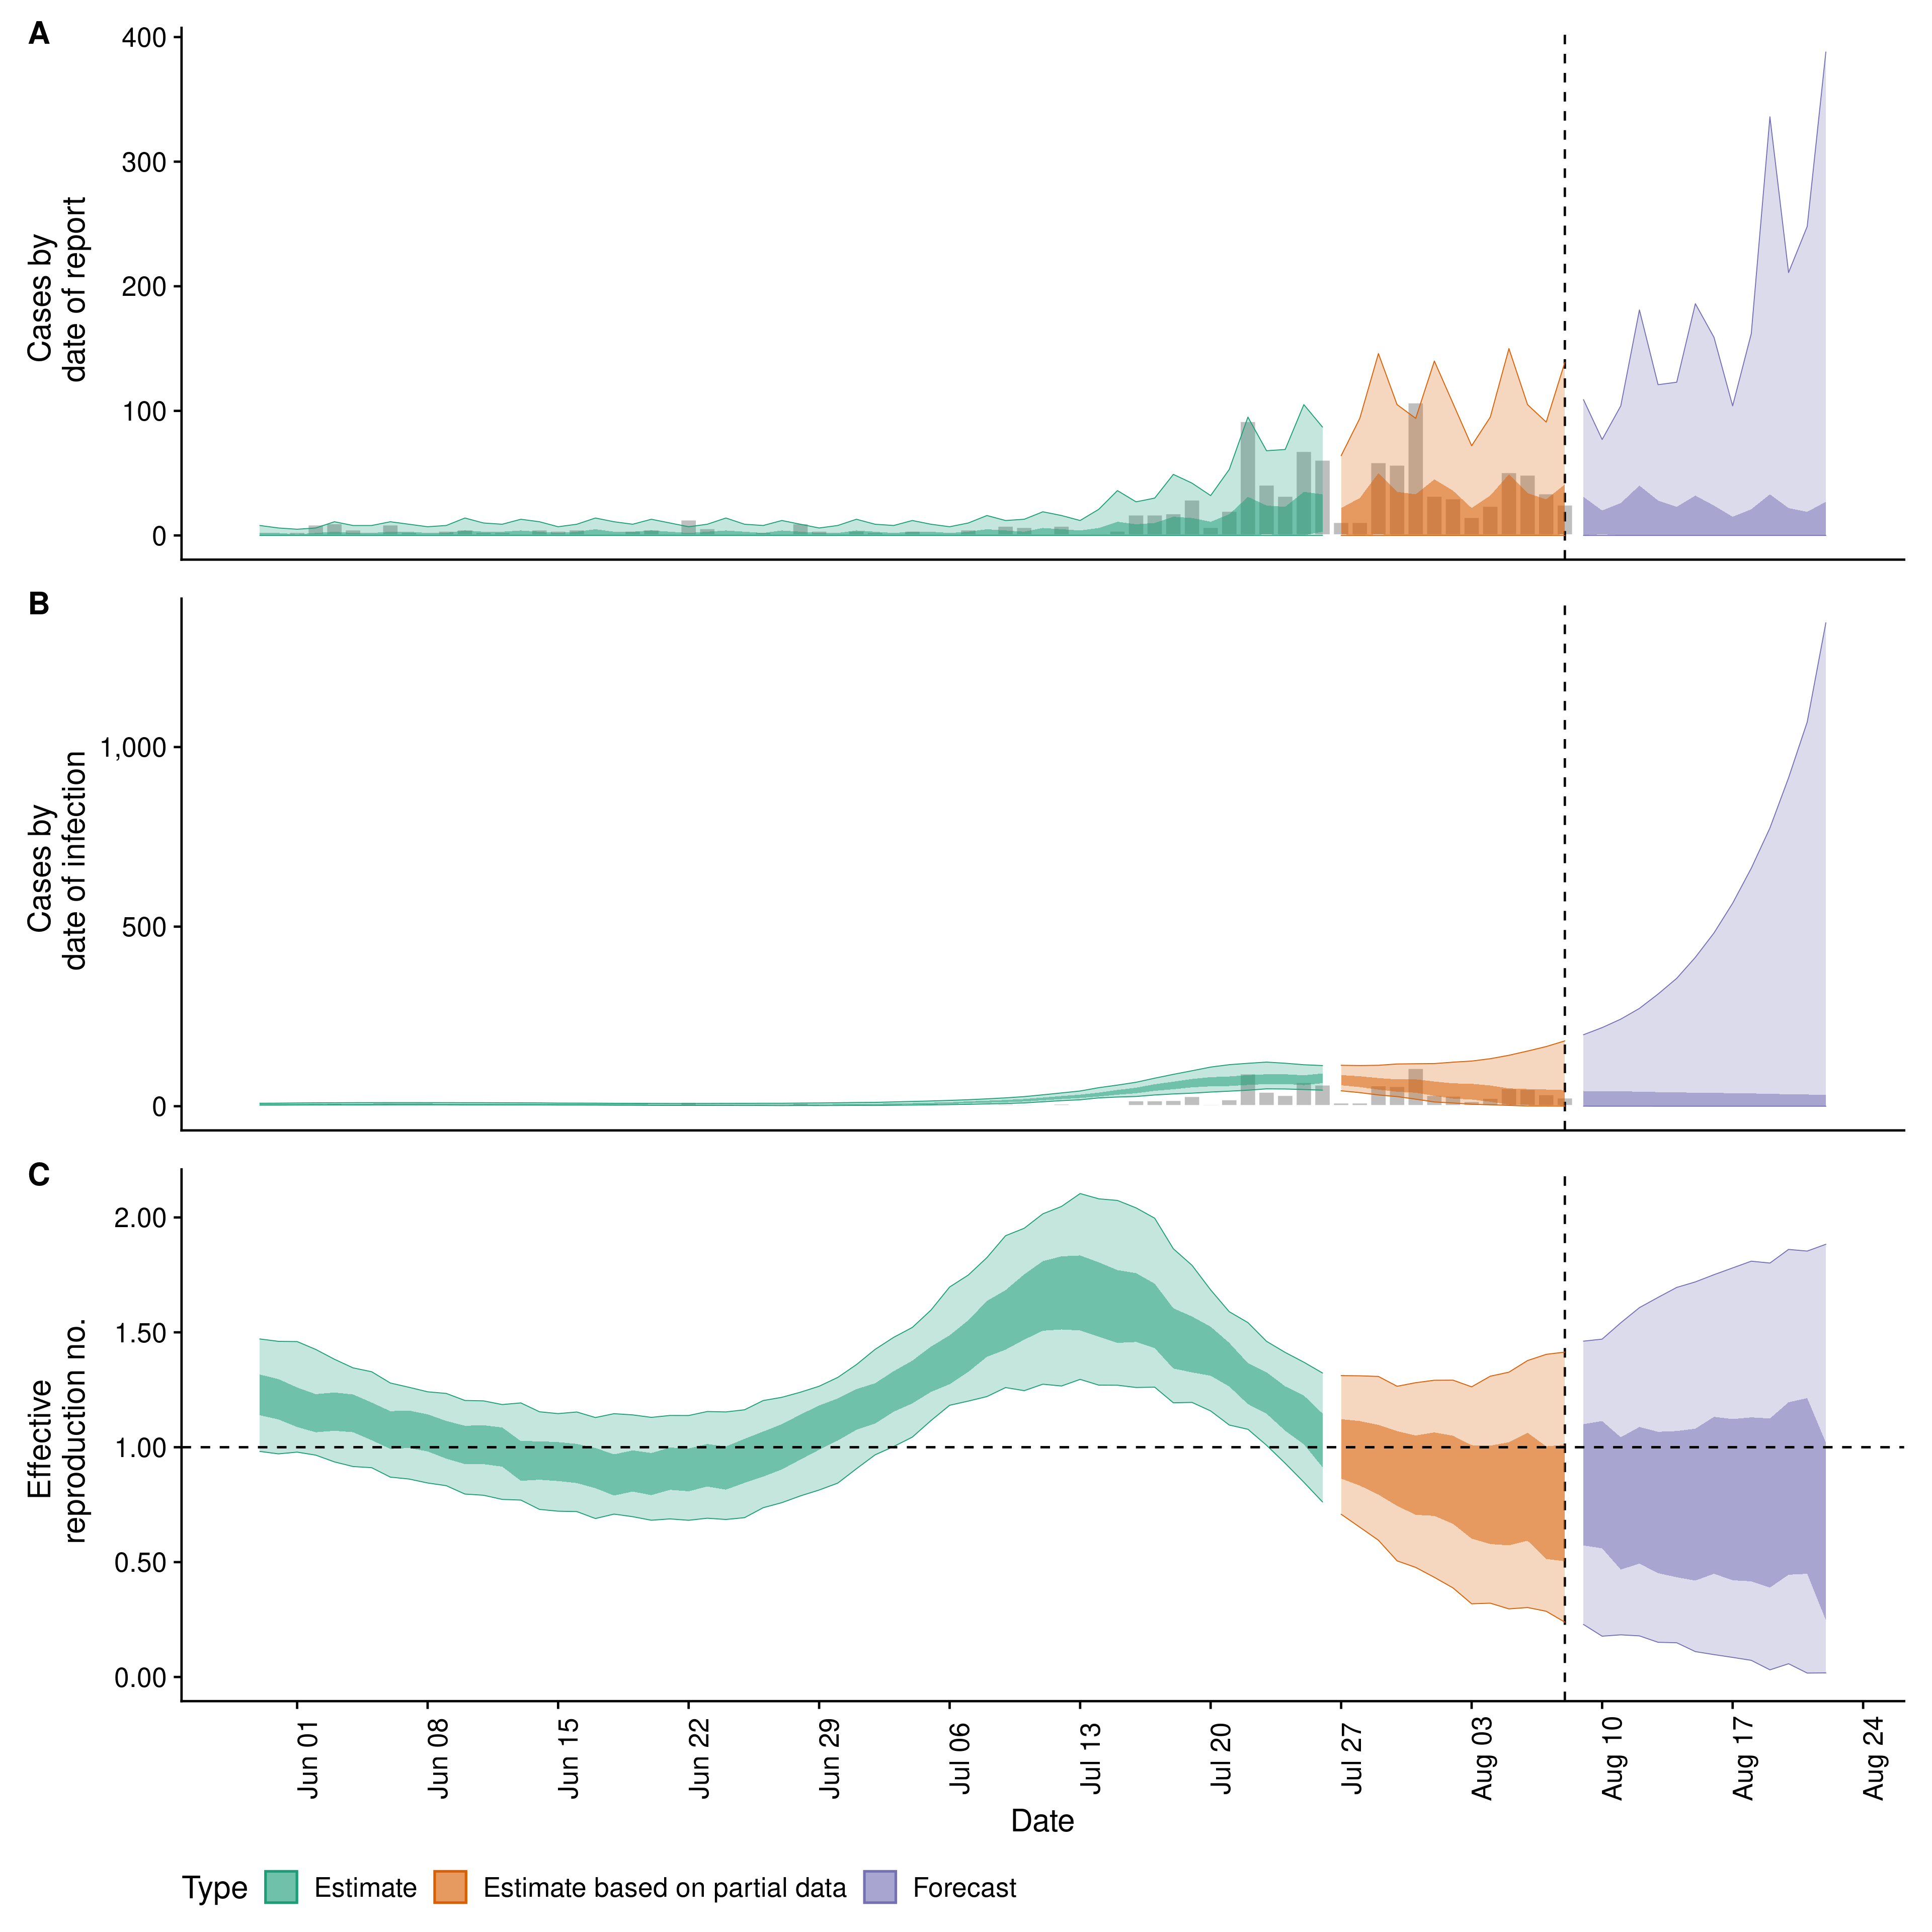 A
400
300
200
100
0
Cases by
date of report
B
1,000
500
0
Cases by
date of infection
C
2.00
1.50
1.00
0.50
0.00
Effective
reproduction no.
Jun 01
Jun 08
Jun 15
Jun 22
Jun 29
Jul 06
Jul 13
Jul 20
Jul 27
Aug 03
Aug 10
Aug 17
Aug 24
Date
Type Estimate Estimate based on partial data Forecast